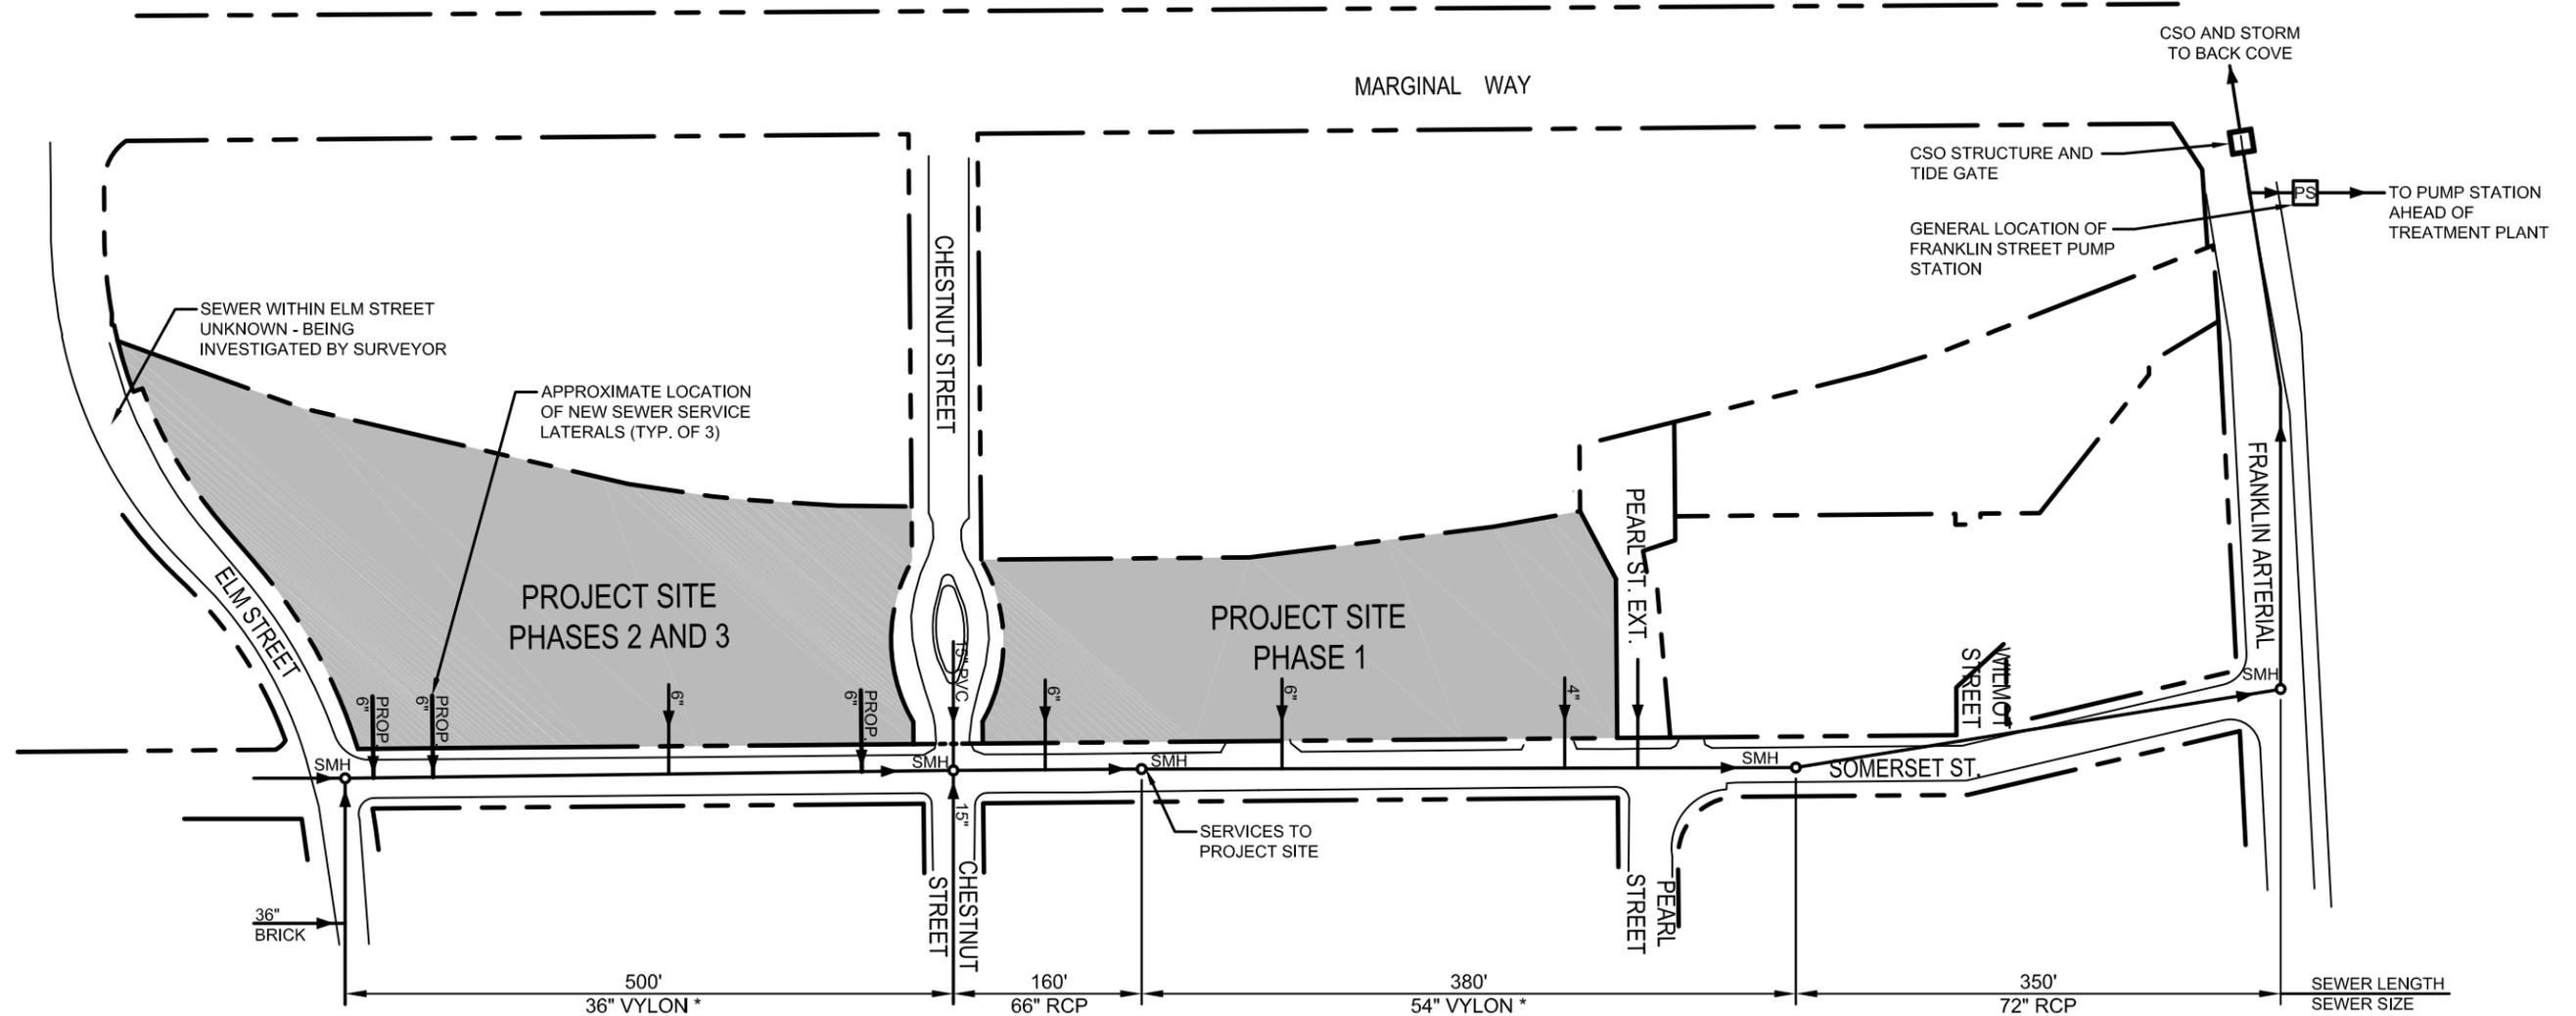 CSO AND STORM
TO BACK COVE
MARGINAL WAY
CSO STRUCTURE AND
TIDE GATE
PS
TO PUMP STATION
AHEAD OF
TREATMENT PLANT
GENERAL LOCATION OF
FRANKLIN STREET PUMP
STATION
CHESTNUT STREET
SEWER WITHIN ELM STREET
UNKNOWN - BEING
INVESTIGATED BY SURVEYOR
APPROXIMATE LOCATION
OF NEW SEWER SERVICE
LATERALS (TYP. OF 3)
FRANKLIN ARTERIAL
PEARL ST. EXT.
ELM STREET
PROJECT SITE
PHASES 2 AND 3
PROJECT SITE
PHASE 1
15" PVC
WILMOT
STREET
PROP.
6"
PROP.
6"
6"
PROP.
6"
6"
6"
4"
SMH
SMH
SMH
SMH
SMH
SOMERSET ST.
15"
SERVICES TO
PROJECT SITE
CHESTNUT
STREET
PEARL
STREET
36"
BRICK
500'
36" VYLON *
160'
66" RCP
380'
54" VYLON *
350'
72" RCP
SEWER LENGTH
SEWER SIZE